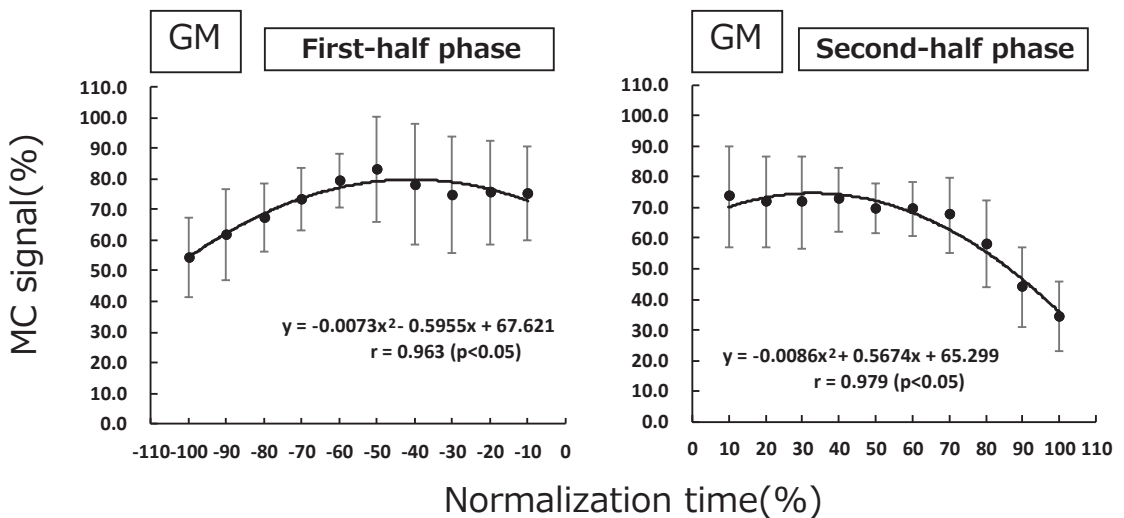 GM
First-half phase
GM
Second-half phase
MC signal(%)
110.0
100.0
90.0
80.0
70.0
60.0
50.0
40.0
30.0
20.0
10.0
0.0
y = -0.0073x² - 0.5955x + 67.621
r = 0.963 (p<0.05)
-110 -100 -90 -80 -70 -60 -50 -40 -30 -20 -10 0
110.0
100.0
90.0
80.0
70.0
60.0
50.0
40.0
30.0
20.0
10.0
0.0
y = -0.0086x² + 0.5674x + 65.299
r = 0.979 (p<0.05)
0 10 20 30 40 50 60 70 80 90 100 110
Normalization time(%)